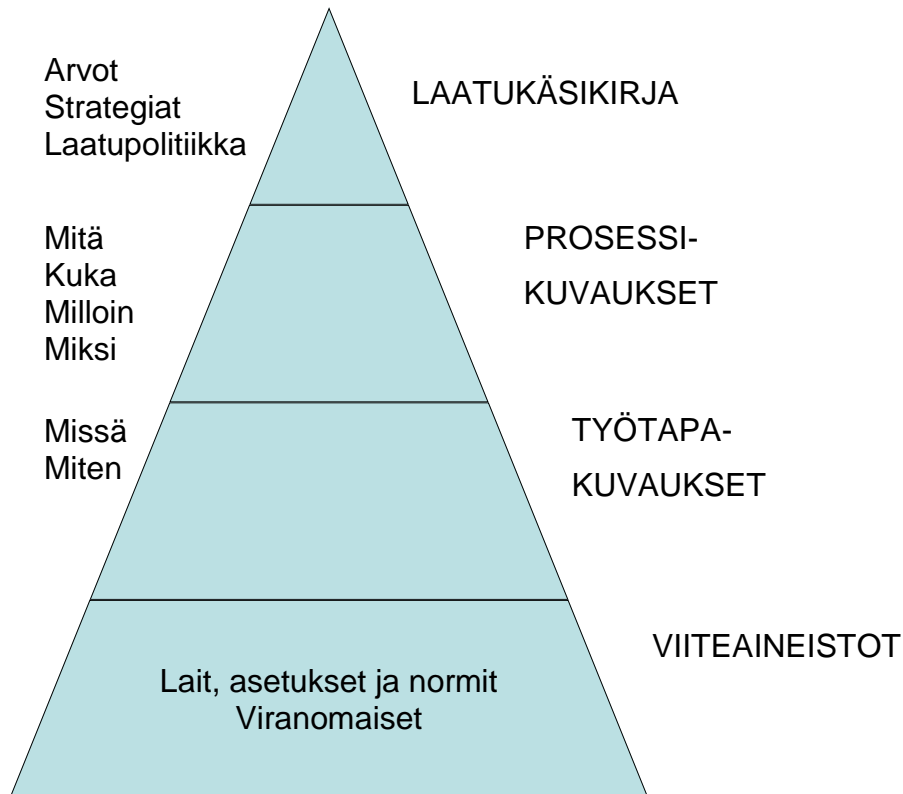 Arvot
Strategiat
Laatupolitiikka
LAATUKÄSIKIRJA
Mitä
Kuka
Milloin
Miksi
PROSESSI-
KUVAUKSET
Missä
Miten
TYÖTAPA-
KUVAUKSET
VIITEAINEISTOT
Lait, asetukset ja normit
Viranomaiset